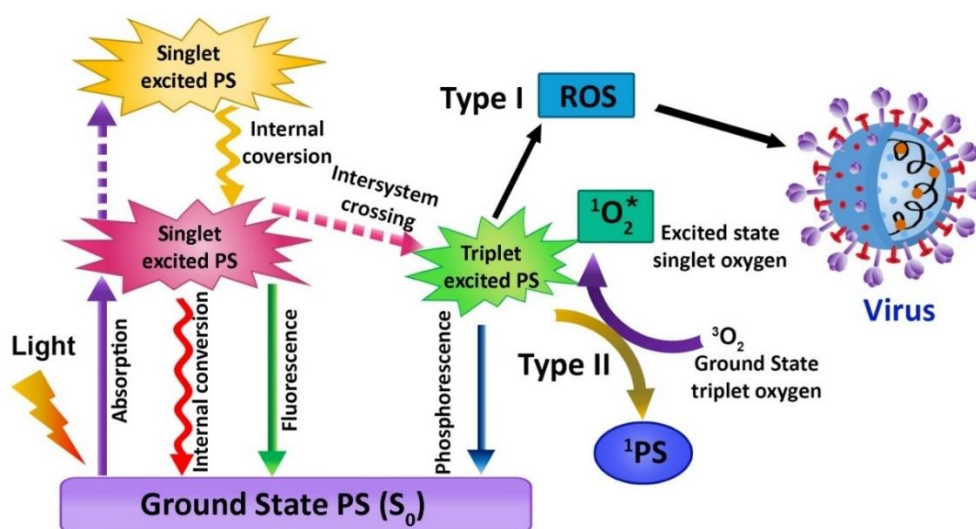 Singlet
excited PS
Internal
coversion
Intersystem
crossing
Type I
ROS
Singlet
excited PS
Triplet
excited PS
¹O₂*
Excited state
singlet oxygen
Virus
Light
Absorption
Internal conversion
Fluorescence
Phosphorescence
Type II
³O₂
Ground State
triplet oxygen
¹PS
Ground State PS (S₀)